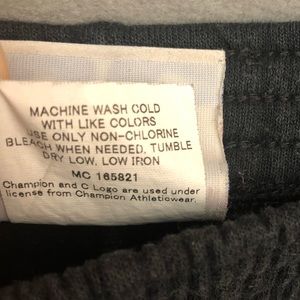 MACHINE WASH COLD
WITH LIKE COLORS
USE ONLY NON-CHLORINE
BLEACH WHEN NEEDED, TUMBLE
DRY LOW, LOW IRON
MC 165821
Champion and C Logo are used under
license from Champion Athleticwear.